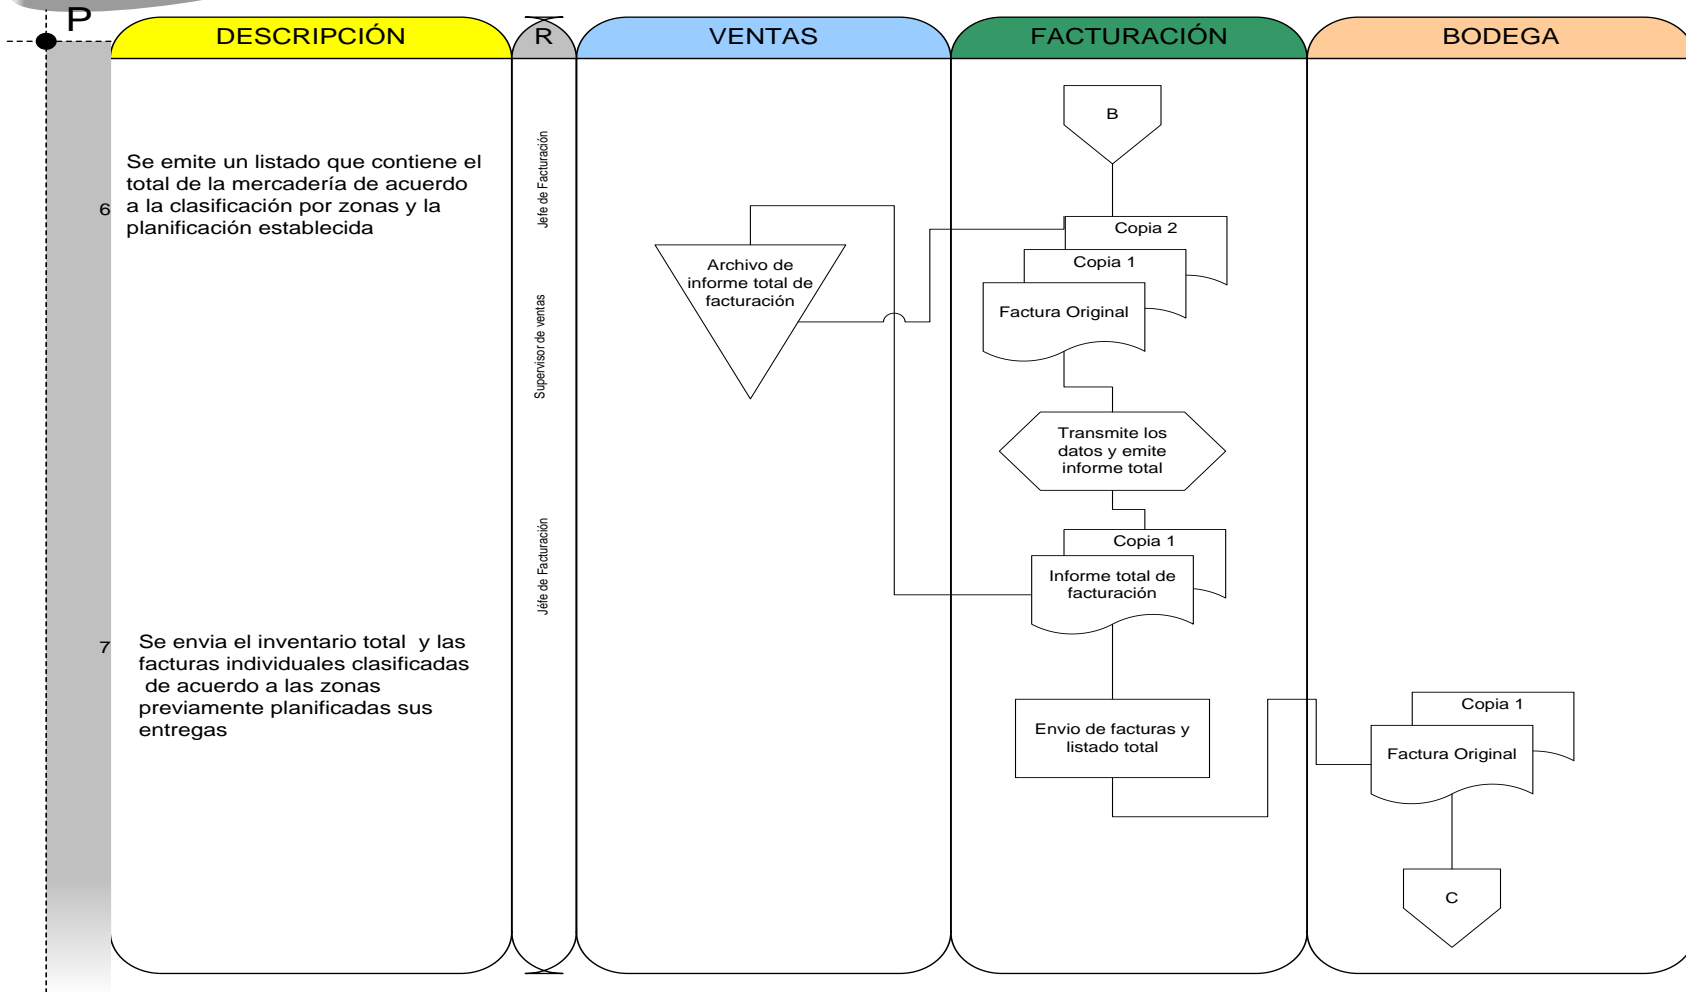 P
DESCRIPCIÓN
R
VENTAS
FACTURACIÓN
BODEGA
6
Se emite un listado que contiene el
total de la mercadería de acuerdo
a la clasificación por zonas y la
planificación establecida
7
Se envia el inventario total y las
facturas individuales clasificadas
de acuerdo a las zonas
previamente planificadas sus
entregas
Jefe de Facturación
Supervisor de ventas
Jéfe de Facturación
Archivo de
informe total de
facturación
B
Copia 2
Copia 1
Factura Original
Transmite los
datos y emite
informe total
Copia 1
Informe total de
facturación
Envio de facturas y
listado total
Copia 1
Factura Original
C